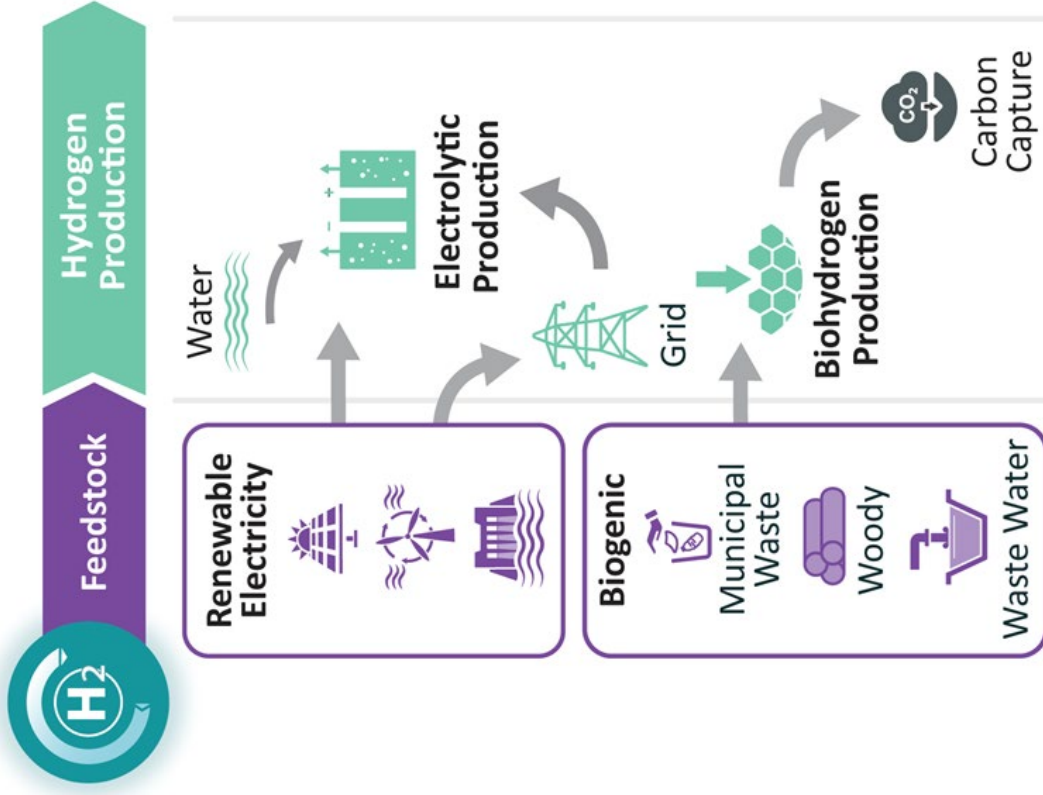 H2
Feedstock
Hydrogen
Production
Renewable
Electricity
Biogenic
Municipal
Waste
Woody
Waste Water
Water
− +
Electrolytic
Production
Grid
Biohydrogen
Production
CO₂
Carbon
Capture